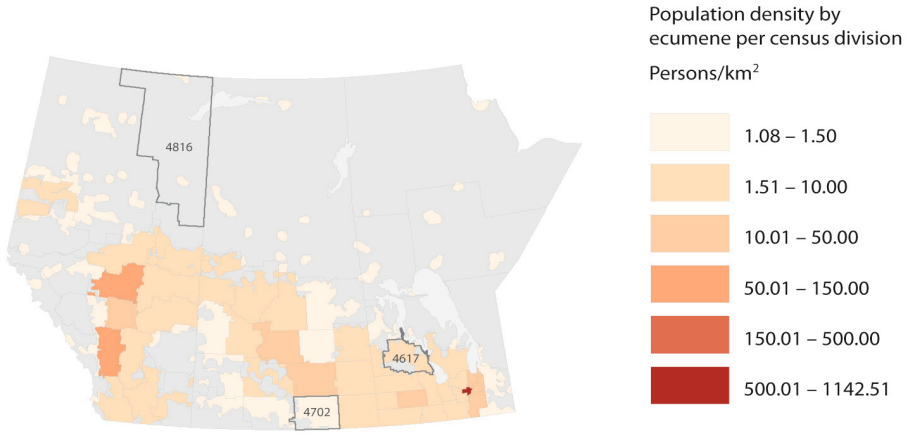 Population density by
ecumene per census division
Persons/km²
1.08 – 1.50
1.51 – 10.00
10.01 – 50.00
50.01 – 150.00
150.01 – 500.00
500.01 – 1142.51
4816
4617
4702